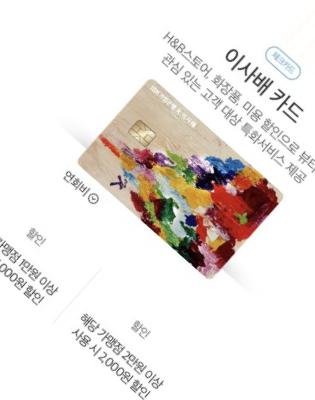 체크카드
이사배 카드
H&B스토어, 화장품, 미용 할인으로 뷰티
관심 있는 고객 대상 특화서비스 제공
연회비
할인
가맹점 1만원 이상
,000원 할인
할인
해당 가맹점 2만원 이상
사용 시 2,000원 할인